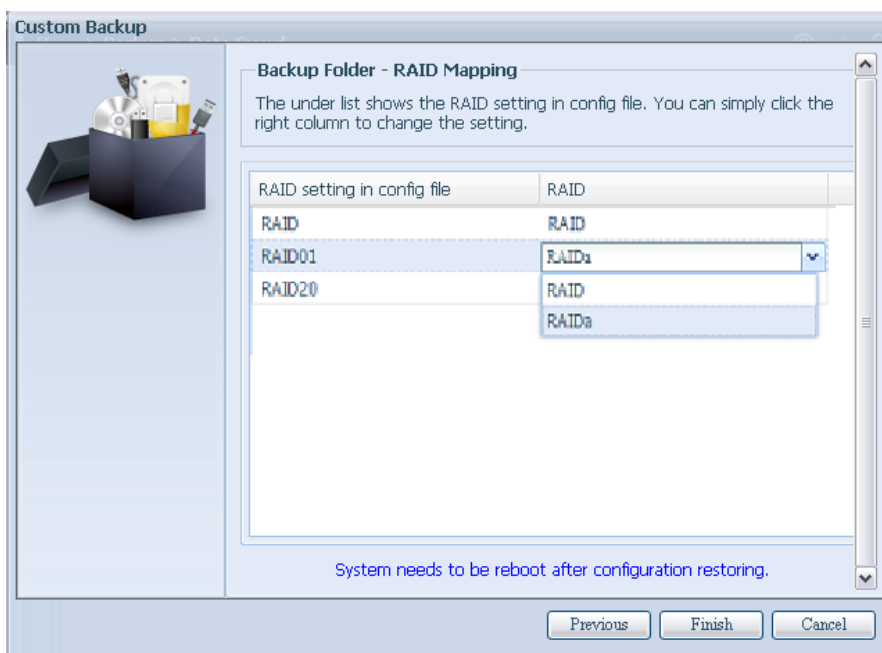 Custom Backup
Backup Folder - RAID Mapping
The under list shows the RAID setting in config file. You can simply click the
right column to change the setting.
RAID setting in config file RAID
RAID RAID
RAID01 RAIDa
RAID20 RAID
RAIDa
System needs to be reboot after configuration restoring.
Previous Finish Cancel